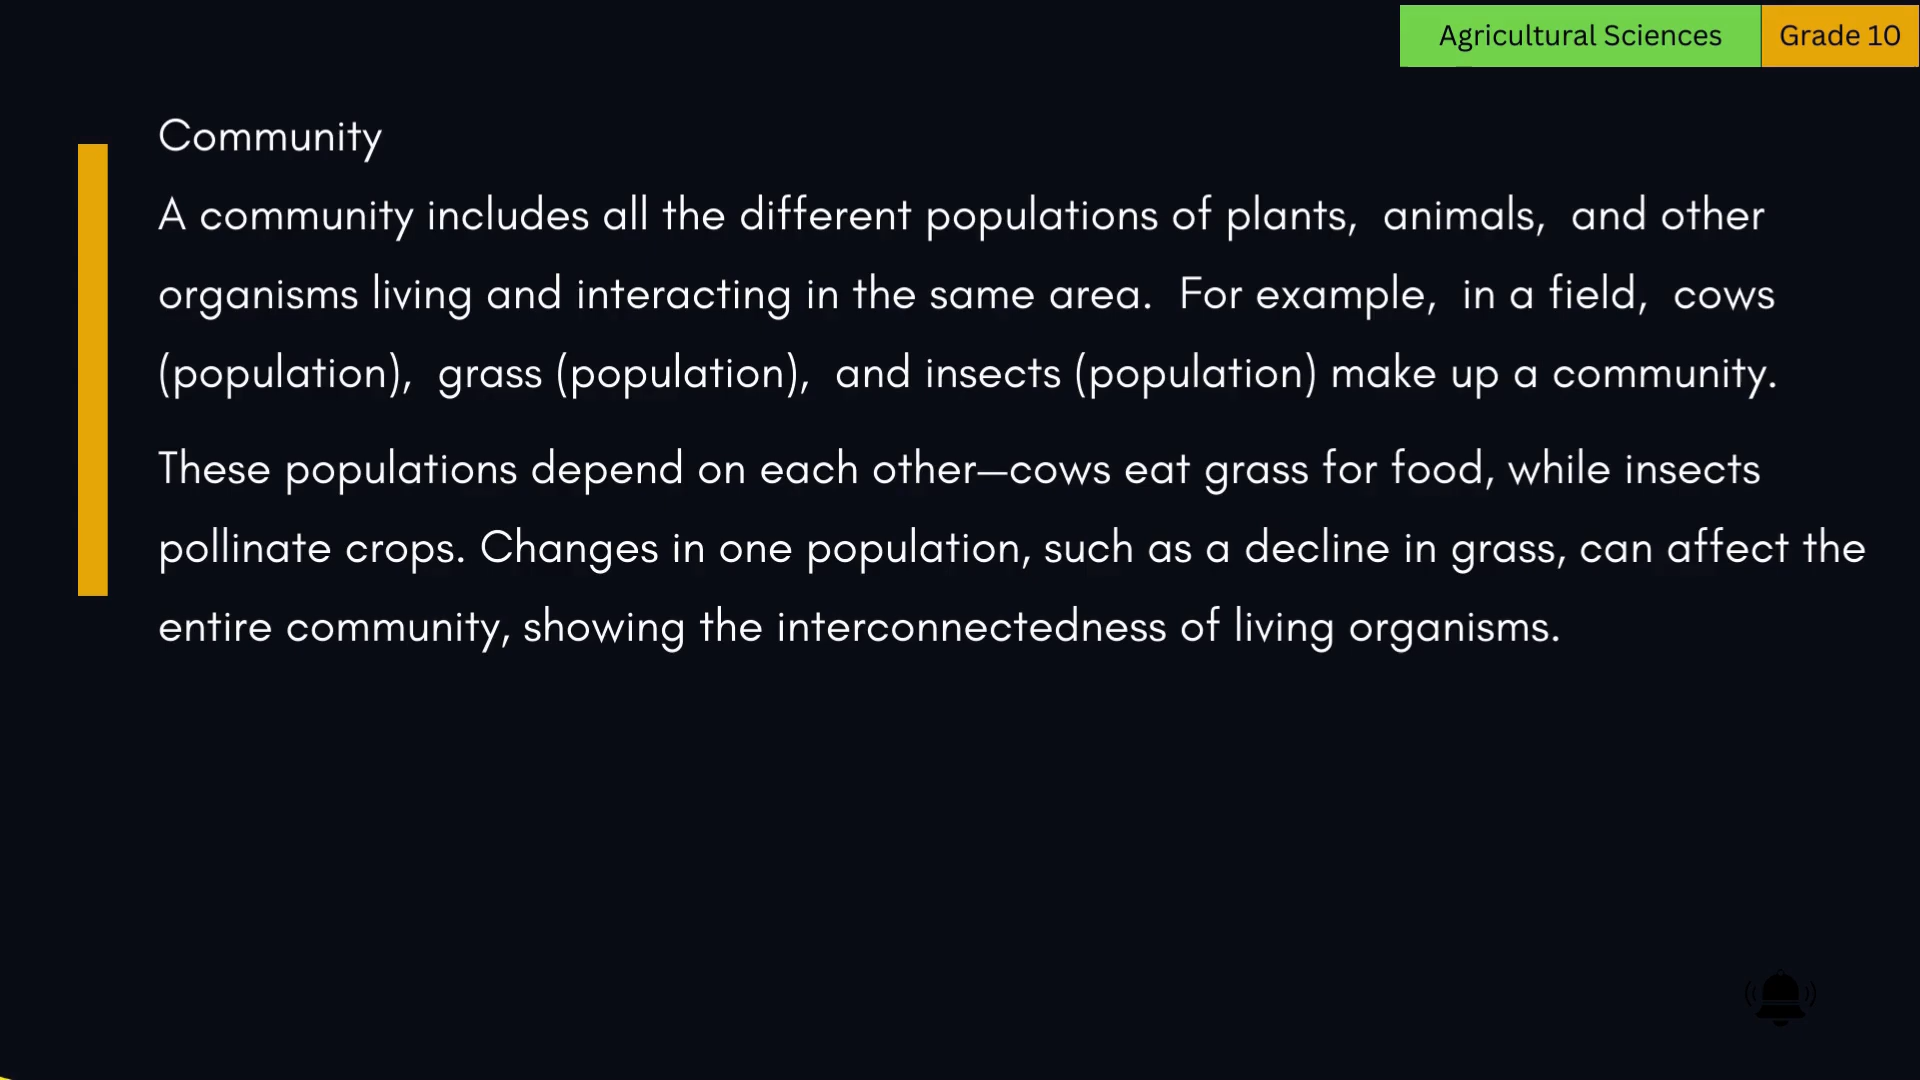 Agricultural Sciences Grade 10
Community
A community includes all the different populations of plants, animals, and other
organisms living and interacting in the same area. For example, in a field, cows
(population), grass (population), and insects (population) make up a community.
These populations depend on each other—cows eat grass for food, while insects
pollinate crops. Changes in one population, such as a decline in grass, can affect the
entire community, showing the interconnectedness of living organisms.